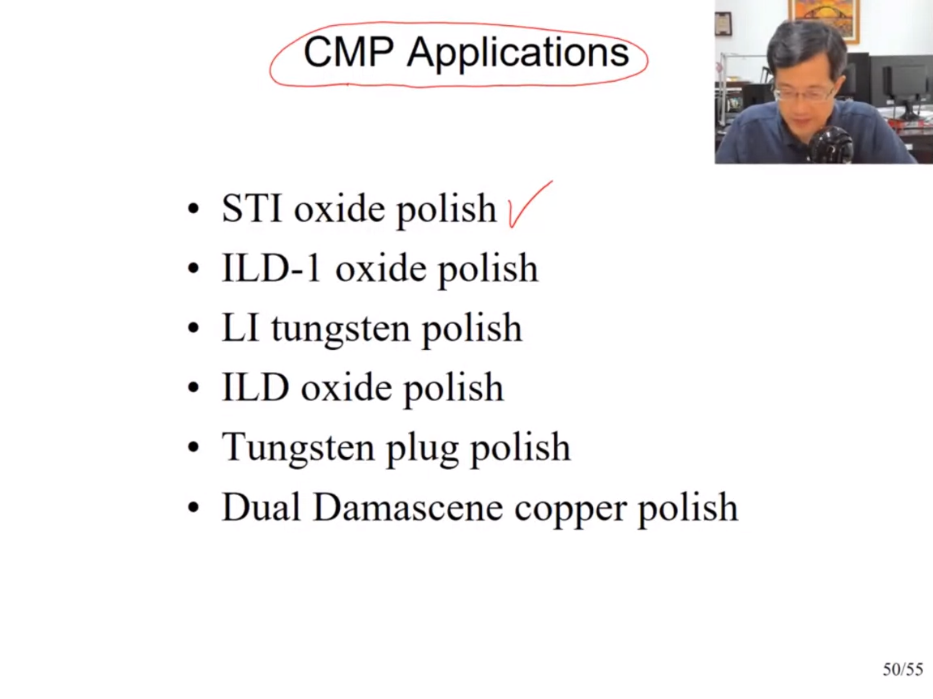 CMP Applications
• STI oxide polish
• ILD-1 oxide polish
• LI tungsten polish
• ILD oxide polish
• Tungsten plug polish
• Dual Damascene copper polish
50/55